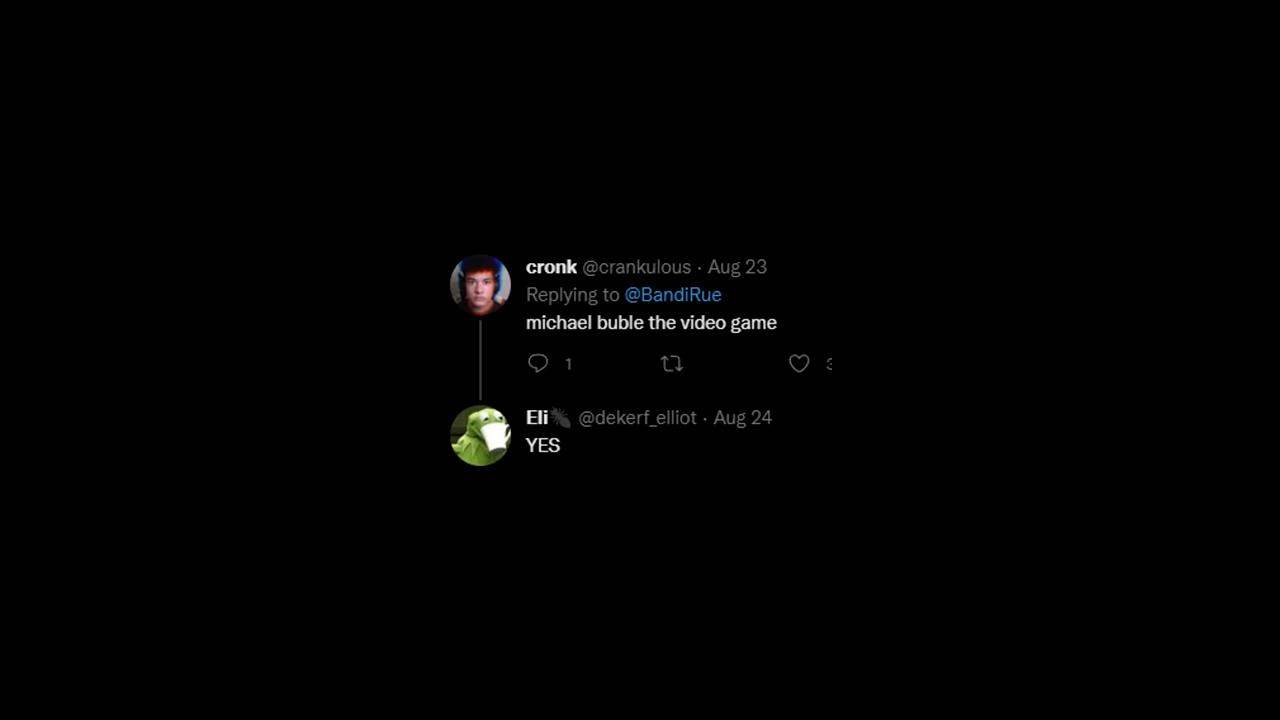 cronk @crankulous · Aug 23
Replying to @BandiRue
michael buble the video game
1
Eli @dekerf_elliot · Aug 24
YES